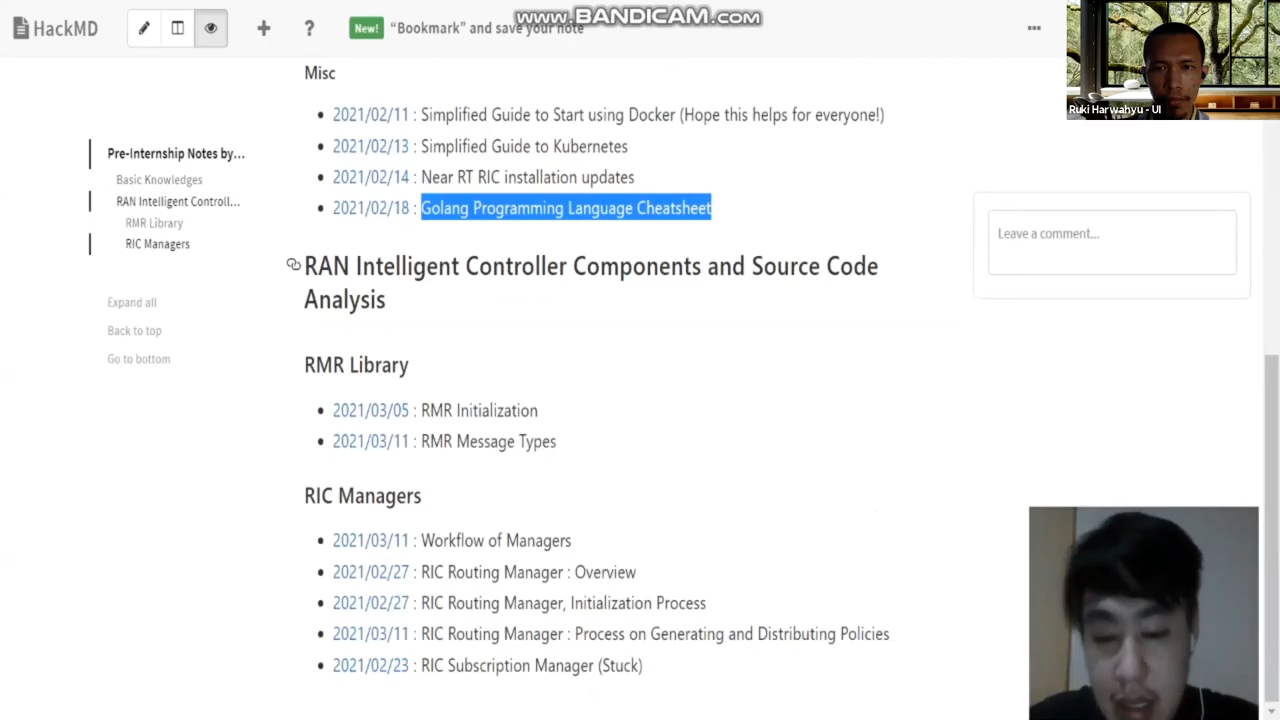 www.BANDICAM.com
HackMD
New! “Bookmark” and save your note
Ruki Harwahyu - UI
Pre-Internship Notes by...
Basic Knowledges
RAN Intelligent Controll...
RMR Library
RIC Managers
Expand all
Back to top
Go to bottom
Misc
2021/02/11 : Simplified Guide to Start using Docker (Hope this helps for everyone!)
2021/02/13 : Simplified Guide to Kubernetes
2021/02/14 : Near RT RIC installation updates
2021/02/18 : Golang Programming Language Cheatsheet
RAN Intelligent Controller Components and Source Code
Analysis
RMR Library
2021/03/05 : RMR Initialization
2021/03/11 : RMR Message Types
RIC Managers
2021/03/11 : Workflow of Managers
2021/02/27 : RIC Routing Manager : Overview
2021/02/27 : RIC Routing Manager, Initialization Process
2021/03/11 : RIC Routing Manager : Process on Generating and Distributing Policies
2021/02/23 : RIC Subscription Manager (Stuck)
Leave a comment...